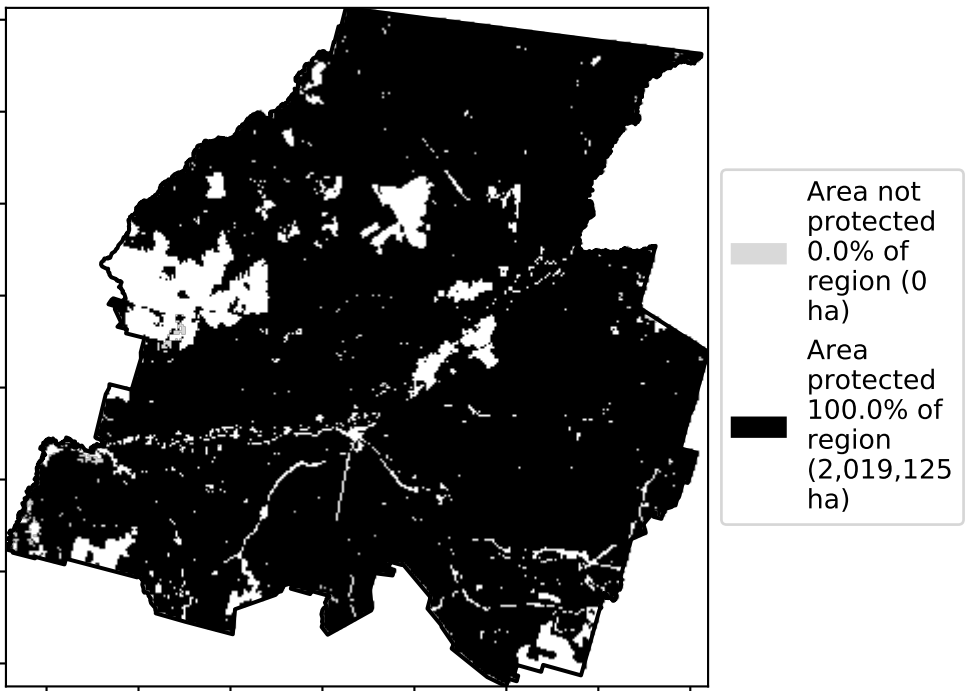 Area not
protected
0.0% of
region (0
ha)
Area
protected
100.0% of
region
(2,019,125
ha)